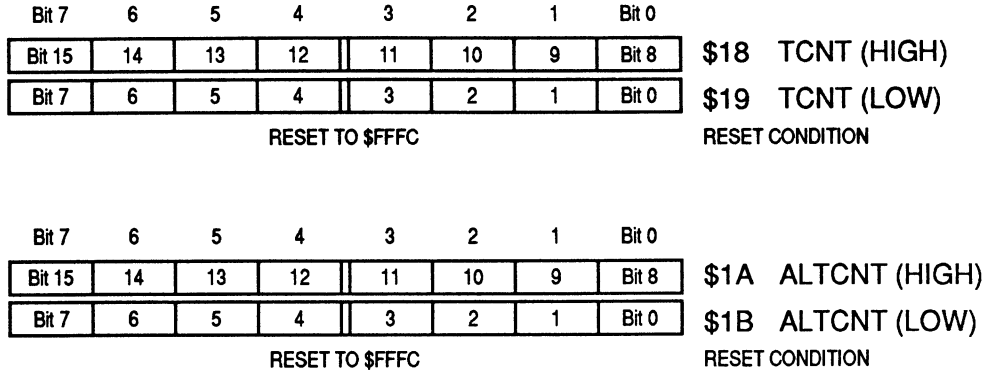 Bit 7 6 5 4 3 2 1 Bit 0
Bit 15 14 13 12 11 10 9 Bit 8 $18 TCNT (HIGH)
Bit 7 6 5 4 3 2 1 Bit 0 $19 TCNT (LOW)
RESET TO $FFFC RESET CONDITION
Bit 7 6 5 4 3 2 1 Bit 0
Bit 15 14 13 12 11 10 9 Bit 8 $1A ALTCNT (HIGH)
Bit 7 6 5 4 3 2 1 Bit 0 $1B ALTCNT (LOW)
RESET TO $FFFC RESET CONDITION